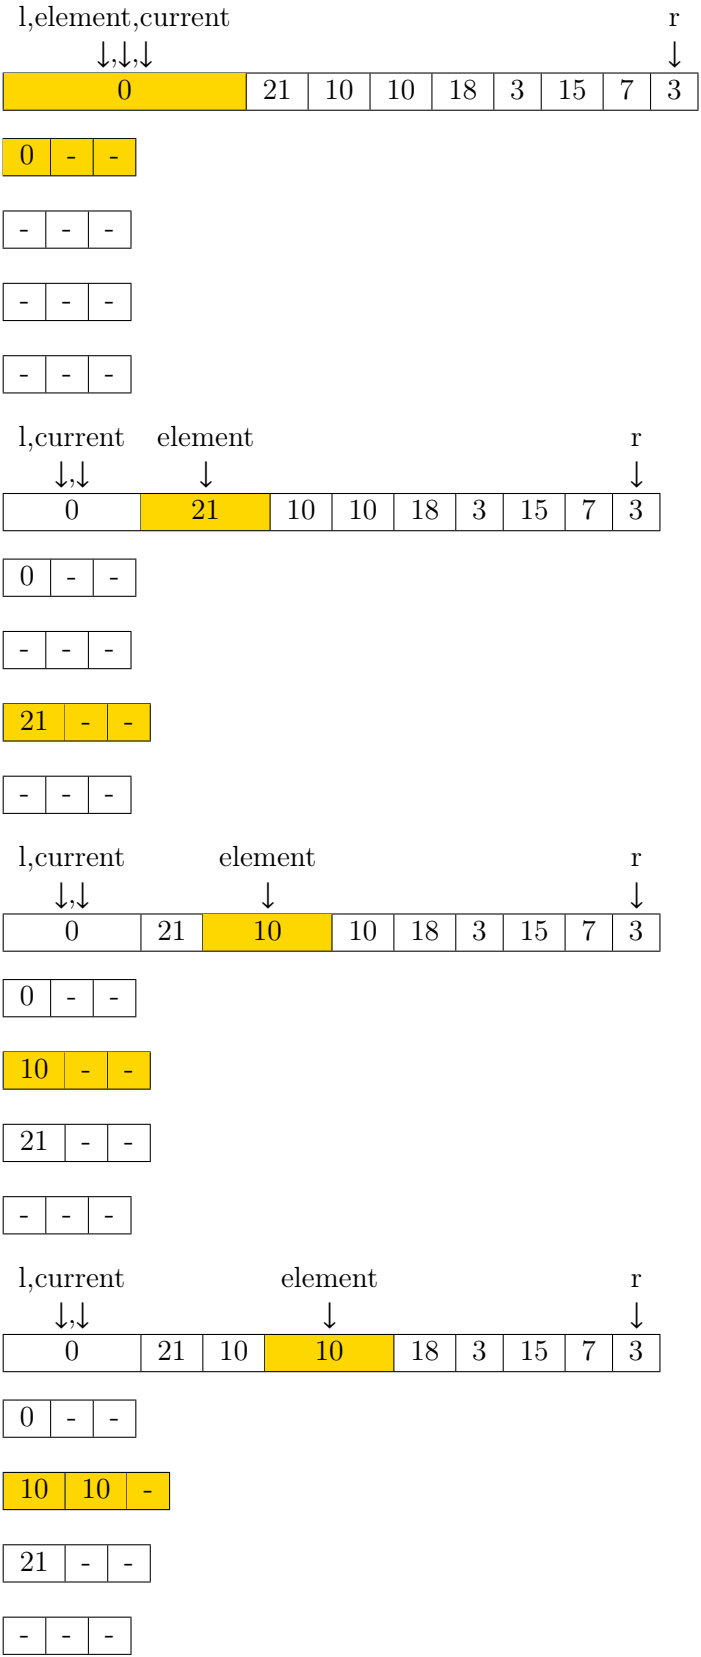 l,element,current r
↓,↓,↓ ↓
0 21 10 10 18 3 15 7 3
0 - -
- - -
- - -
- - -
l,current element r
↓,↓ ↓ ↓
0 21 10 10 18 3 15 7 3
0 - -
- - -
21 - -
- - -
l,current element r
↓,↓ ↓ ↓
0 21 10 10 18 3 15 7 3
0 - -
10 - -
21 - -
- - -
l,current element r
↓,↓ ↓ ↓
0 21 10 10 18 3 15 7 3
0 - -
10 10 -
21 - -
- - -